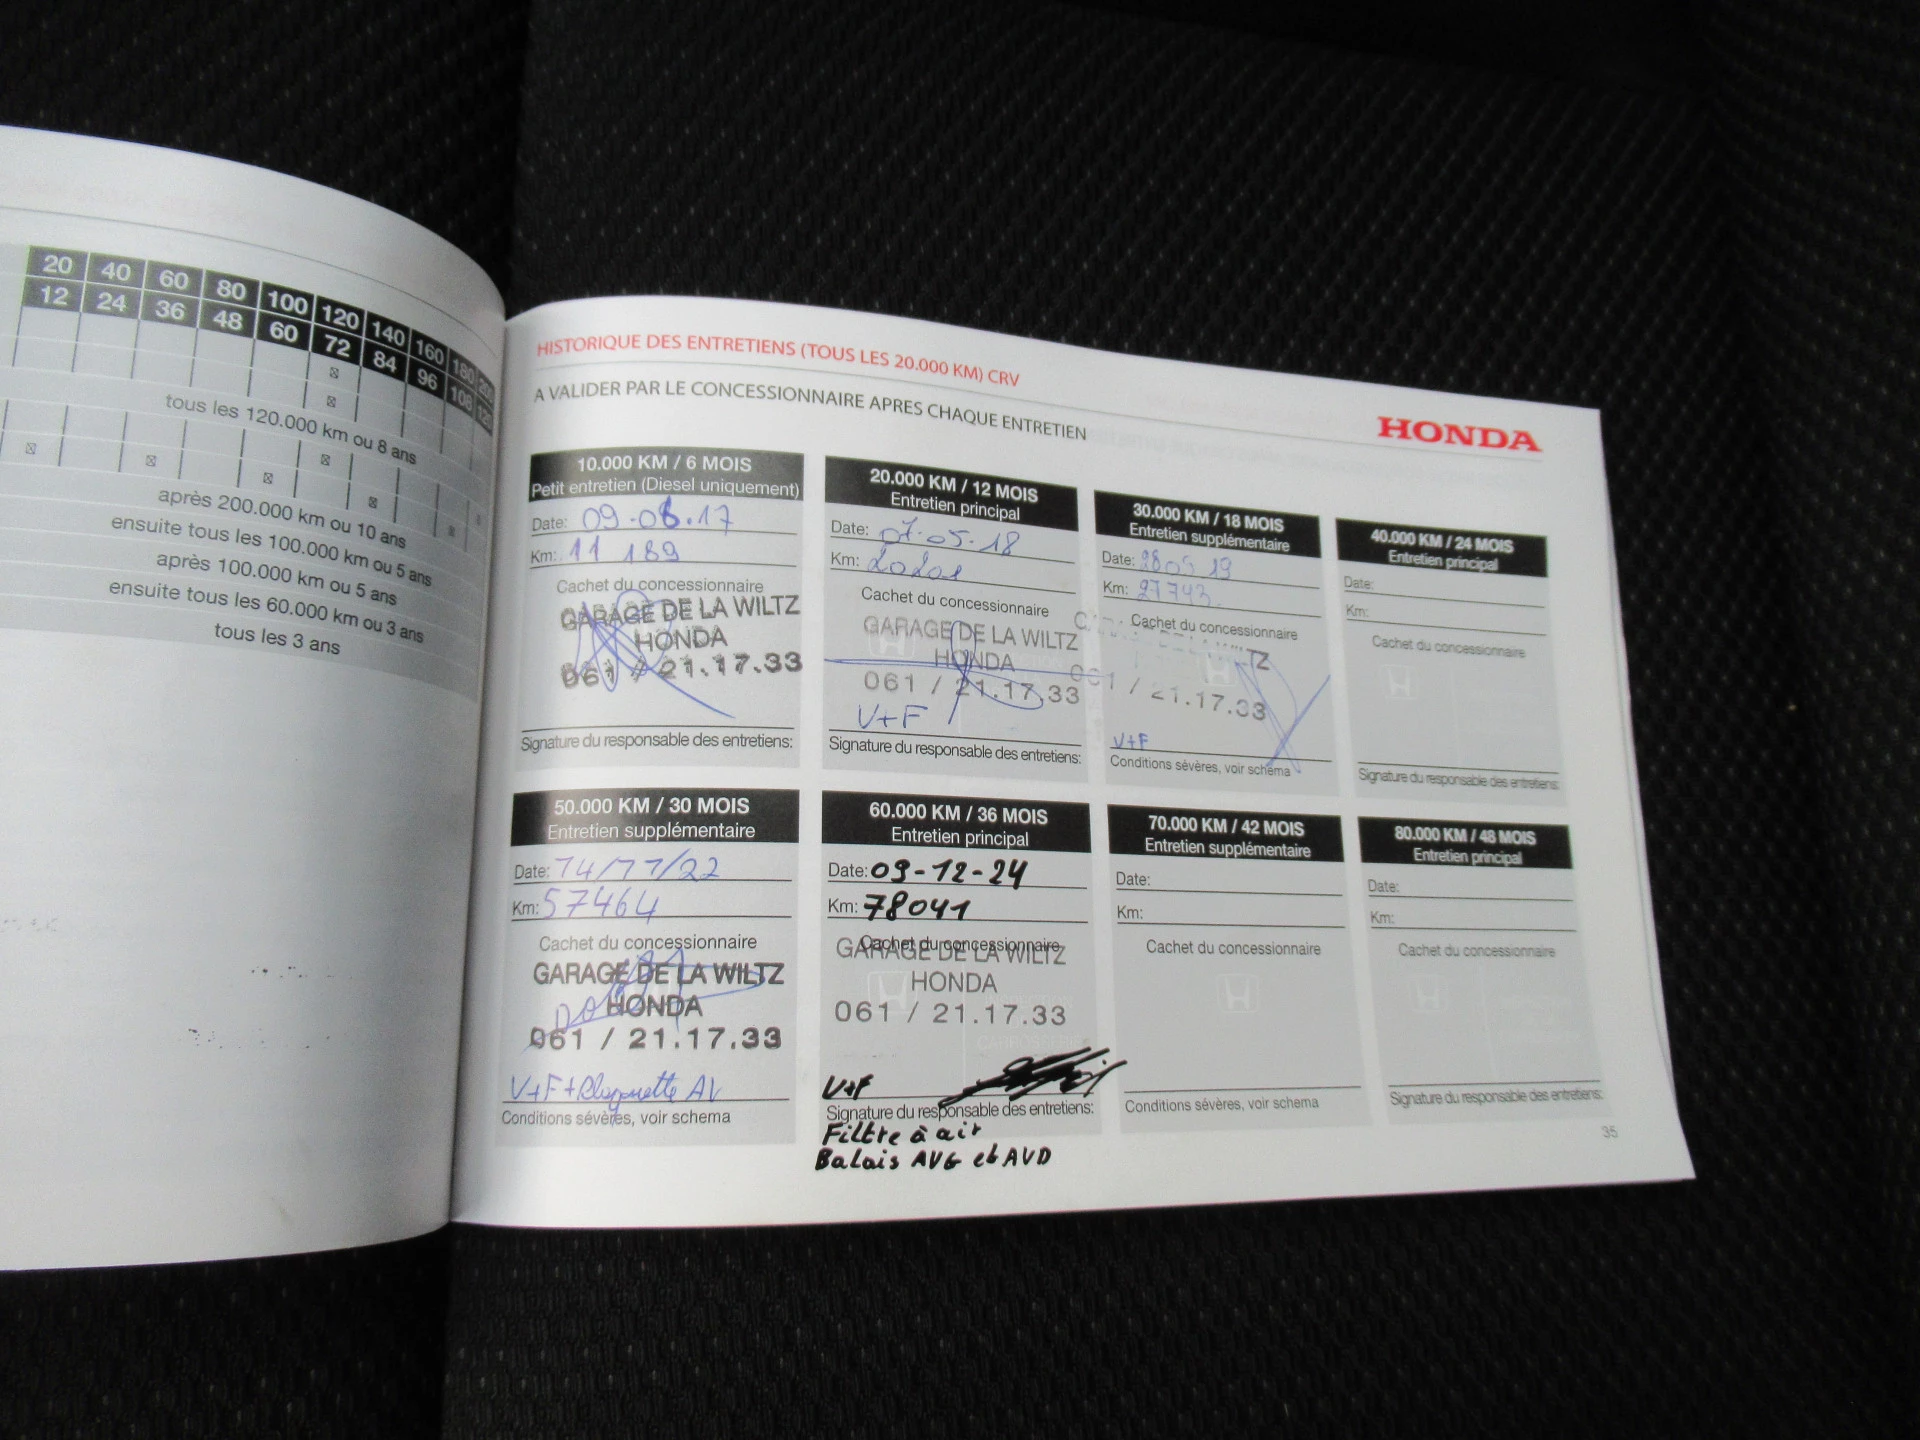 20 40 60 80 100 120 140 160 180 200
12 24 36 48 60 72 84 96 108 120
tous les 120.000 km ou 8 ans
après 200.000 km ou 10 ans
ensuite tous les 100.000 km ou 5 ans
après 100.000 km ou 5 ans
ensuite tous les 60.000 km ou 3 ans
tous les 3 ans
HISTORIQUE DES ENTRETIENS (TOUS LES 20.000 KM) CRV
A VALIDER PAR LE CONCESSIONNAIRE APRES CHAQUE ENTRETIEN
HONDA
10.000 KM / 6 MOIS
Petit entretien (Diesel uniquement)
Date: 09.08.17
Km: 11 189
Cachet du concessionnaire
GARAGE DE LA WILTZ
HONDA
061 / 21.17.33
Signature du responsable des entretiens:
20.000 KM / 12 MOIS
Entretien principal
Date: 07.05.18
Km: 20201
Cachet du concessionnaire
GARAGE DE LA WILTZ
HONDA
061 / 21.17.33
V+F
Signature du responsable des entretiens:
30.000 KM / 18 MOIS
Entretien supplémentaire
Date: 28 05 19
Km: 27743
Cachet du concessionnaire
061 / 21.17.33
V+F
Conditions sévères, voir schema
40.000 KM / 24 MOIS
Entretien principal
Date:
Km:
Cachet du concessionnaire
Signature du responsable des entretiens:
50.000 KM / 30 MOIS
Entretien supplémentaire
Date: 14/11/22
Km: 57464
Cachet du concessionnaire
GARAGE DE LA WILTZ
HONDA
061 / 21.17.33
V+F+Plaquette AV
Conditions sévères, voir schema
60.000 KM / 36 MOIS
Entretien principal
Date: 09-12-24
Km: 78041
Cachet du concessionnaire
GARAGE DE LA WILTZ
HONDA
061 / 21.17.33
V+F
Signature du responsable des entretiens:
Filtre à air
Balais AVG et AVD
70.000 KM / 42 MOIS
Entretien supplémentaire
Date:
Km:
Cachet du concessionnaire
Conditions sévères, voir schema
80.000 KM / 48 MOIS
Entretien principal
Date:
Km:
Cachet du concessionnaire
Signature du responsable des entretiens:
35